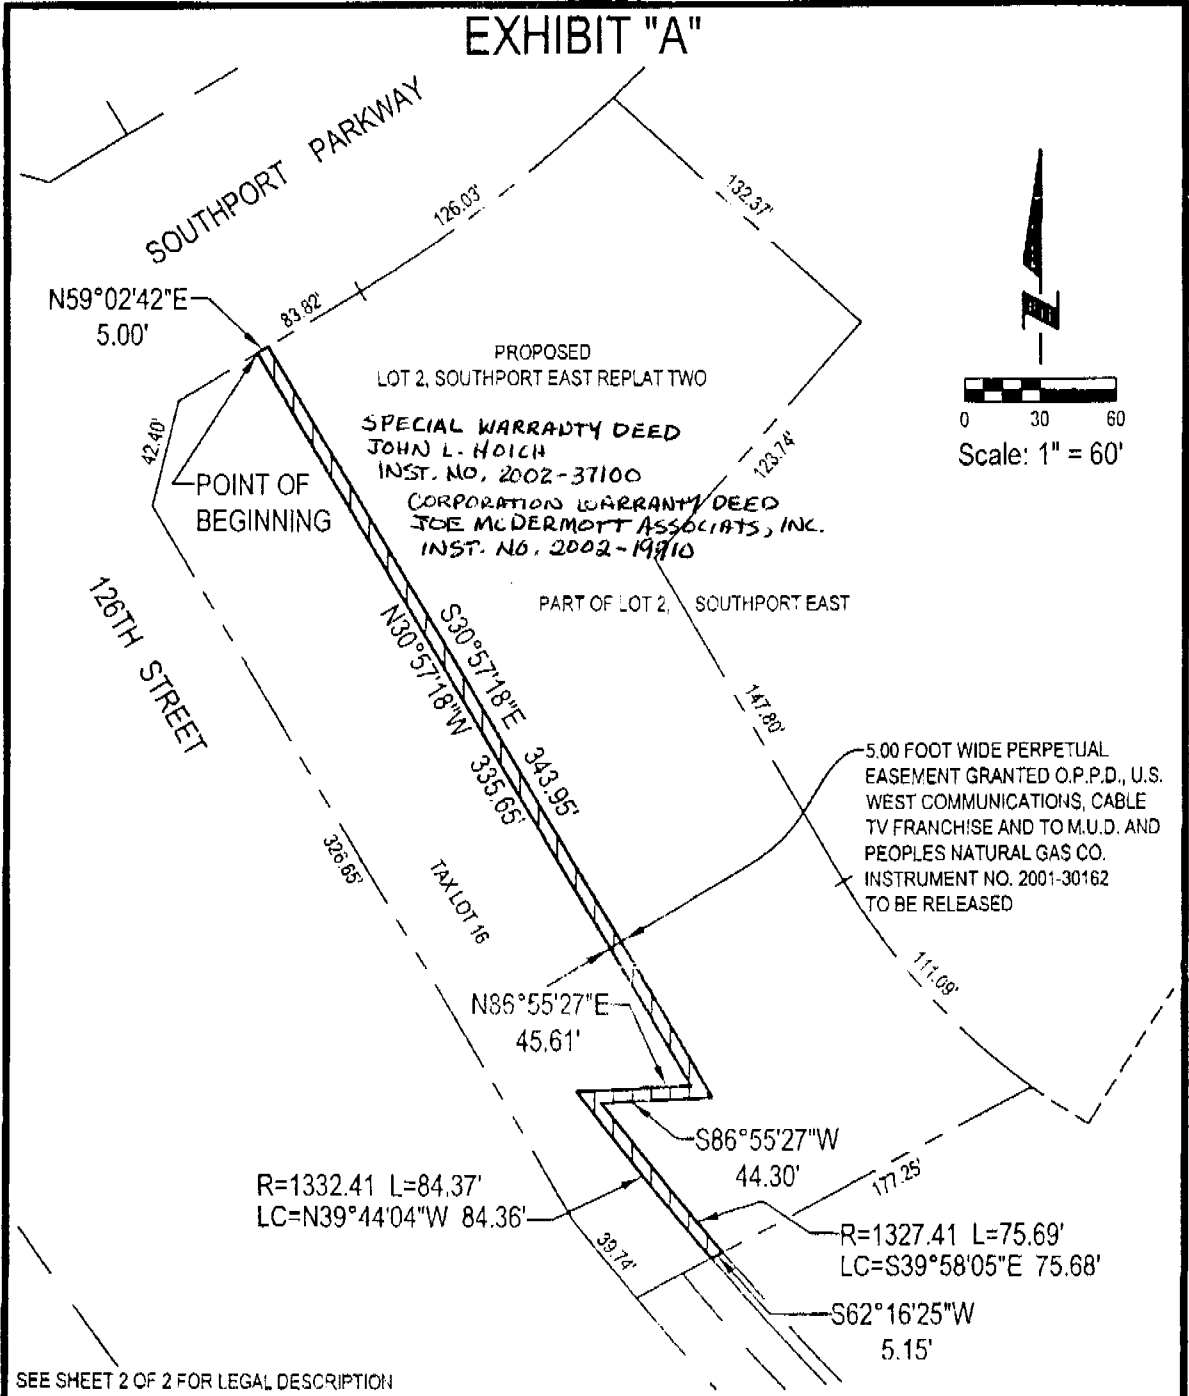 EXHIBIT "A"
SOUTHPORT PARKWAY
126.03'
132.37'
N59°02'42"E
5.00'
83.82'
PROPOSED
LOT 2, SOUTHPORT EAST REPLAT TWO
0 30 60
Scale: 1" = 60'
SPECIAL WARRANTY DEED
JOHN L. HOICH
INST. NO. 2002-37100
42.40'
123.74'
POINT OF
BEGINNING
CORPORATION WARRANTY DEED
JOE MCDERMOTT ASSOCIATS, INC.
INST. NO. 2002-19910
126TH STREET
PART OF LOT 2, SOUTHPORT EAST
N30°57'18"W 335.65'
S30°57'18"E 343.95'
147.80'
5.00 FOOT WIDE PERPETUAL
EASEMENT GRANTED O.P.P.D., U.S.
WEST COMMUNICATIONS, CABLE
TV FRANCHISE AND TO M.U.D. AND
PEOPLES NATURAL GAS CO.
INSTRUMENT NO. 2001-30162
TO BE RELEASED
326.65'
TAX LOT 16
111.09'
N86°55'27"E
45.61'
S86°55'27"W
44.30'
177.25'
R=1332.41 L=84.37'
LC=N39°44'04"W 84.36'
R=1327.41 L=75.69'
LC=S39°58'05"E 75.68'
39.74'
S62°16'25"W
5.15'
SEE SHEET 2 OF 2 FOR LEGAL DESCRIPTION